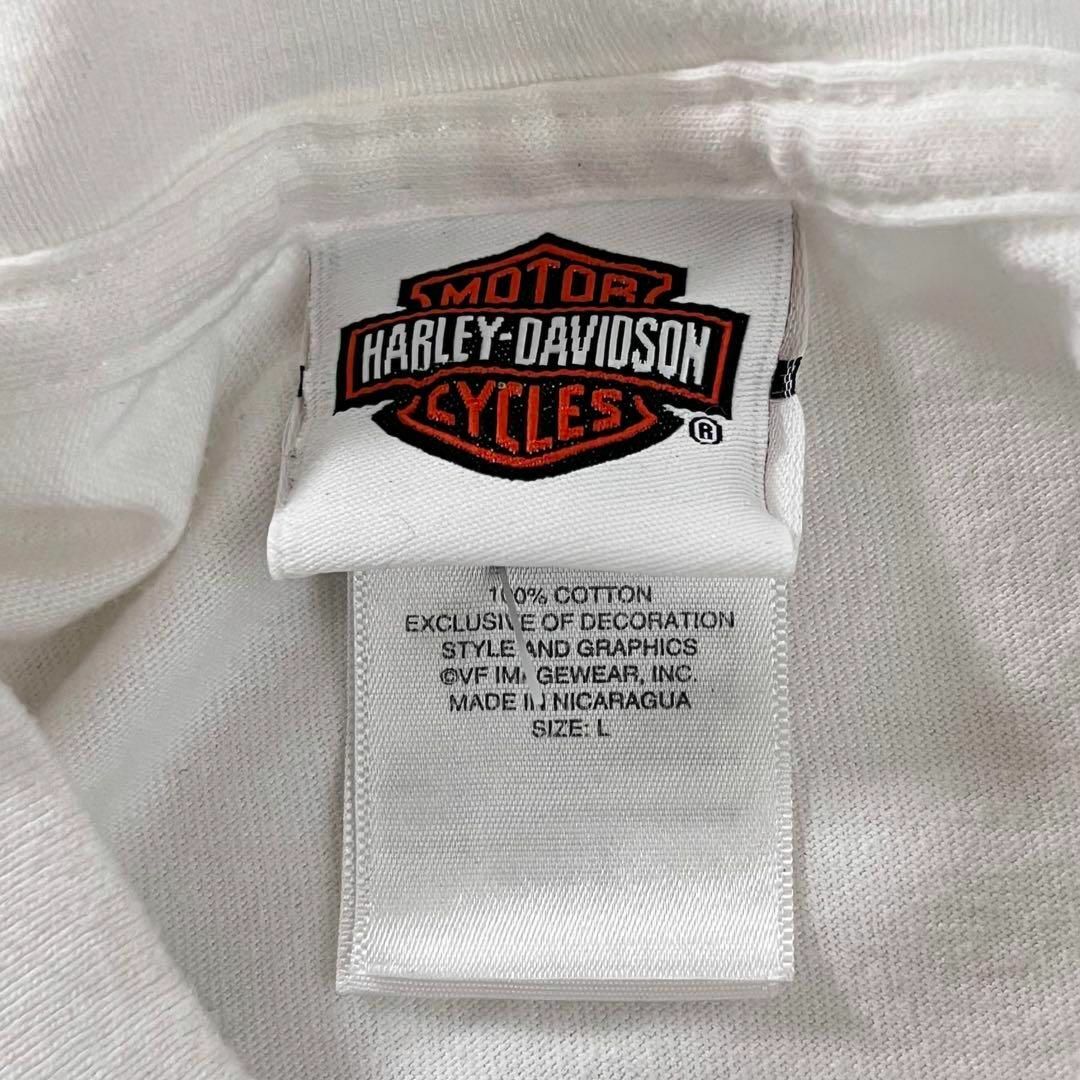 MOTOR
HARLEY-DAVIDSON
CYCLES
®
100% COTTON
EXCLUSIVE OF DECORATION
STYLE AND GRAPHICS
©VF IMAGEWEAR, INC.
MADE IN NICARAGUA
SIZE: L